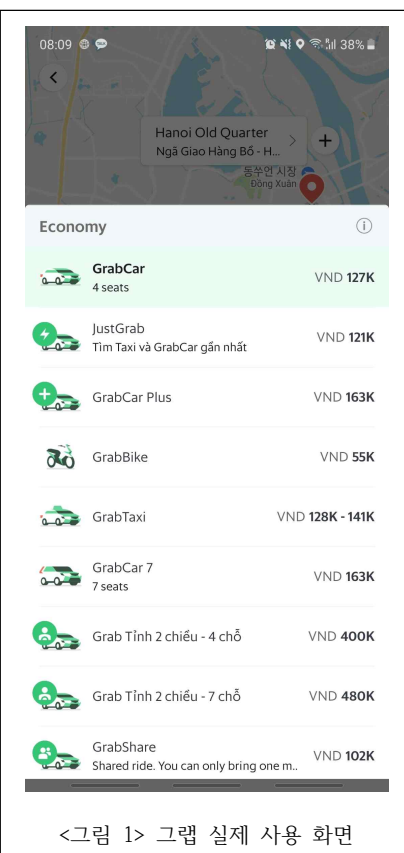 08:09
38%
Hanoi Old Quarter
Ngã Giao Hàng Bồ - H...
동쑤언 시장
Đồng Xuân
Economy
GrabCar
4 seats
VND 127K
JustGrab
Tìm Taxi và GrabCar gần nhất
VND 121K
GrabCar Plus
VND 163K
GrabBike
VND 55K
GrabTaxi
VND 128K - 141K
GrabCar 7
7 seats
VND 163K
Grab Tỉnh 2 chiều - 4 chỗ
VND 400K
Grab Tỉnh 2 chiều - 7 chỗ
VND 480K
GrabShare
Shared ride. You can only bring one m..
VND 102K
<그림 1> 그랩 실제 사용 화면